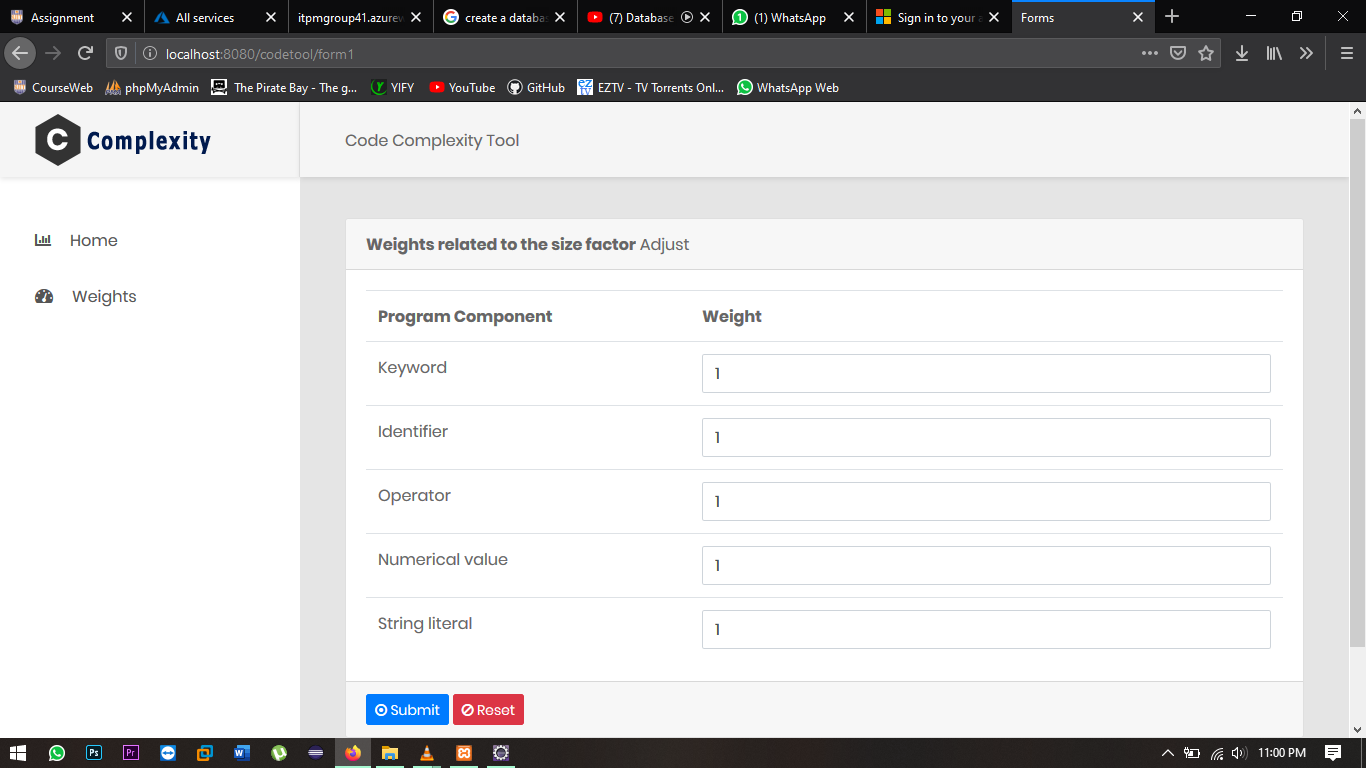 Assignment
All services
itpmgroup41.azurew
create a databas
(7) Database
(1) WhatsApp
Sign in to your a
Forms
localhost:8080/codetool/form1
CourseWeb
phpMyAdmin
The Pirate Bay - The g...
YIFY
YouTube
GitHub
EZTV - TV Torrents Onl...
WhatsApp Web
C Complexity
Code Complexity Tool
Home
Weights
Weights related to the size factor Adjust
Program Component Weight
Keyword 1
Identifier 1
Operator 1
Numerical value 1
String literal 1
Submit Reset
11:00 PM